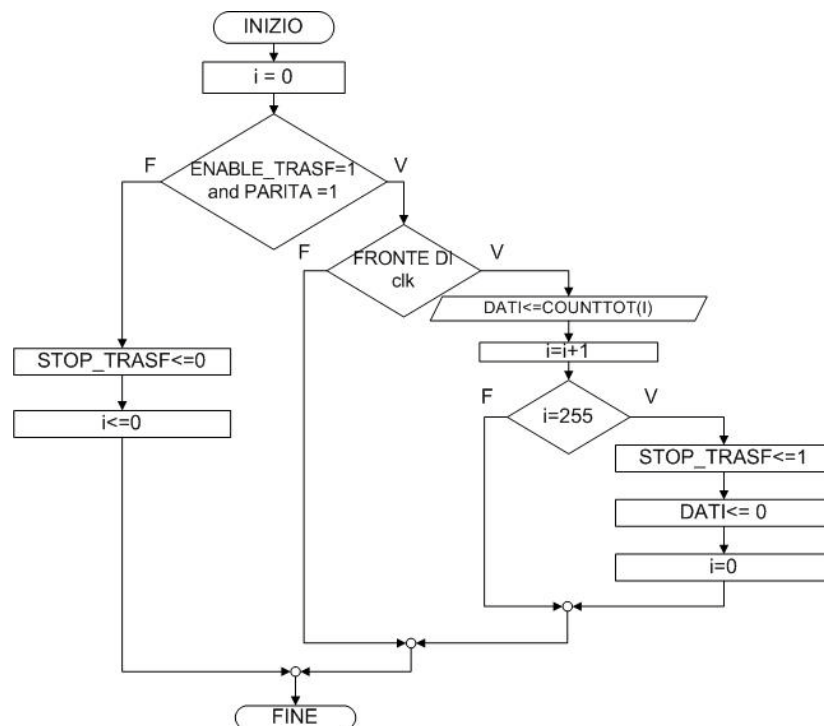 INIZIO
i = 0
F
V
ENABLE_TRASF=1
and PARITA =1
F
V
FRONTE DI
clk
DATI<=COUNTTOT(I)
i=i+1
STOP_TRASF<=0
F
V
i=255
i<=0
STOP_TRASF<=1
DATI<= 0
i=0
FINE